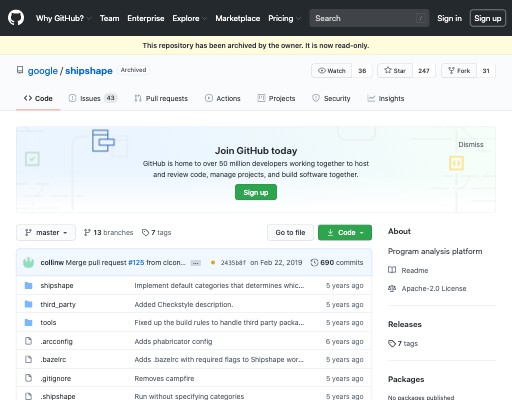 Why GitHub? Team Enterprise Explore Marketplace Pricing Search / Sign in Sign up
This repository has been archived by the owner. It is now read-only.
google / shipshape Archived Watch 36 Star 247 Fork 31
Code Issues 43 Pull requests Actions Projects Security Insights
Dismiss
Join GitHub today
GitHub is home to over 50 million developers working together to host
and review code, manage projects, and build software together.
Sign up
master 13 branches 7 tags Go to file Code
collinw Merge pull request #125 from clcon... ... 2435b8f on Feb 22, 2019 690 commits
shipshape Implement default categories that determines whic... 5 years ago
third_party Added Checkstyle description. 5 years ago
tools Fixed up the build rules to handle third party packa... 5 years ago
.arcconfig Adds phabricator config 6 years ago
.bazelrc Adds .bazelrc with required flags to Shipshape wor... 5 years ago
.gitignore Removes campfire 5 years ago
.shipshape Run without specifying categories 5 years ago
About
Program analysis platform
Readme
Apache-2.0 License
Releases
7 tags
Packages
No packages published